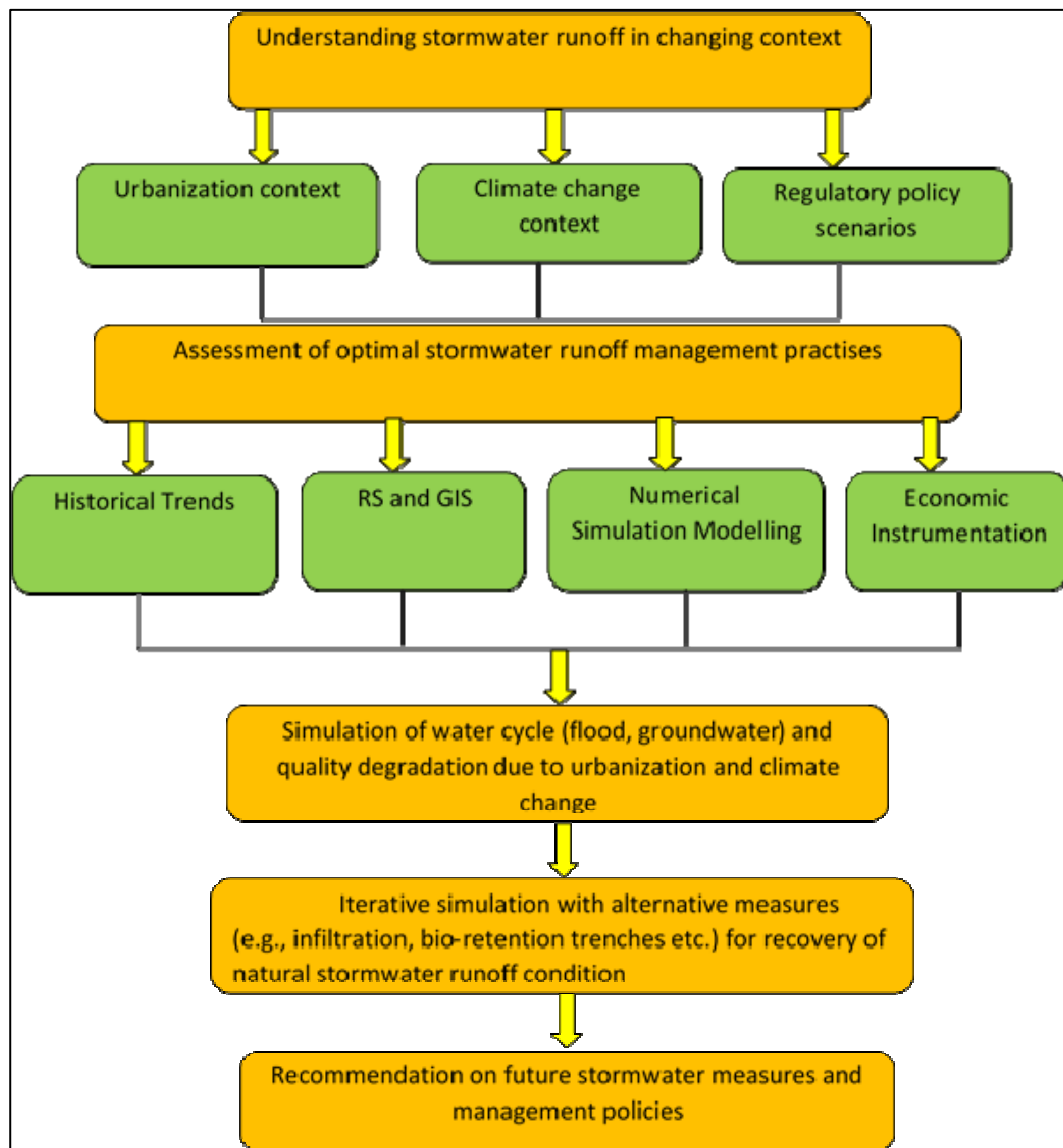 Understanding stormwater runoff in changing context
Urbanization context
Climate change
context
Regulatory policy
scenarios
Assessment of optimal stormwater runoff management practises
Historical Trends
RS and GIS
Numerical
Simulation Modelling
Economic
Instrumentation
Simulation of water cycle (flood, groundwater) and
quality degradation due to urbanization and climate
change
Iterative simulation with alternative measures
(e.g., infiltration, bio-retention trenches etc.) for recovery of
natural stormwater runoff condition
Recommendation on future stormwater measures and
management policies